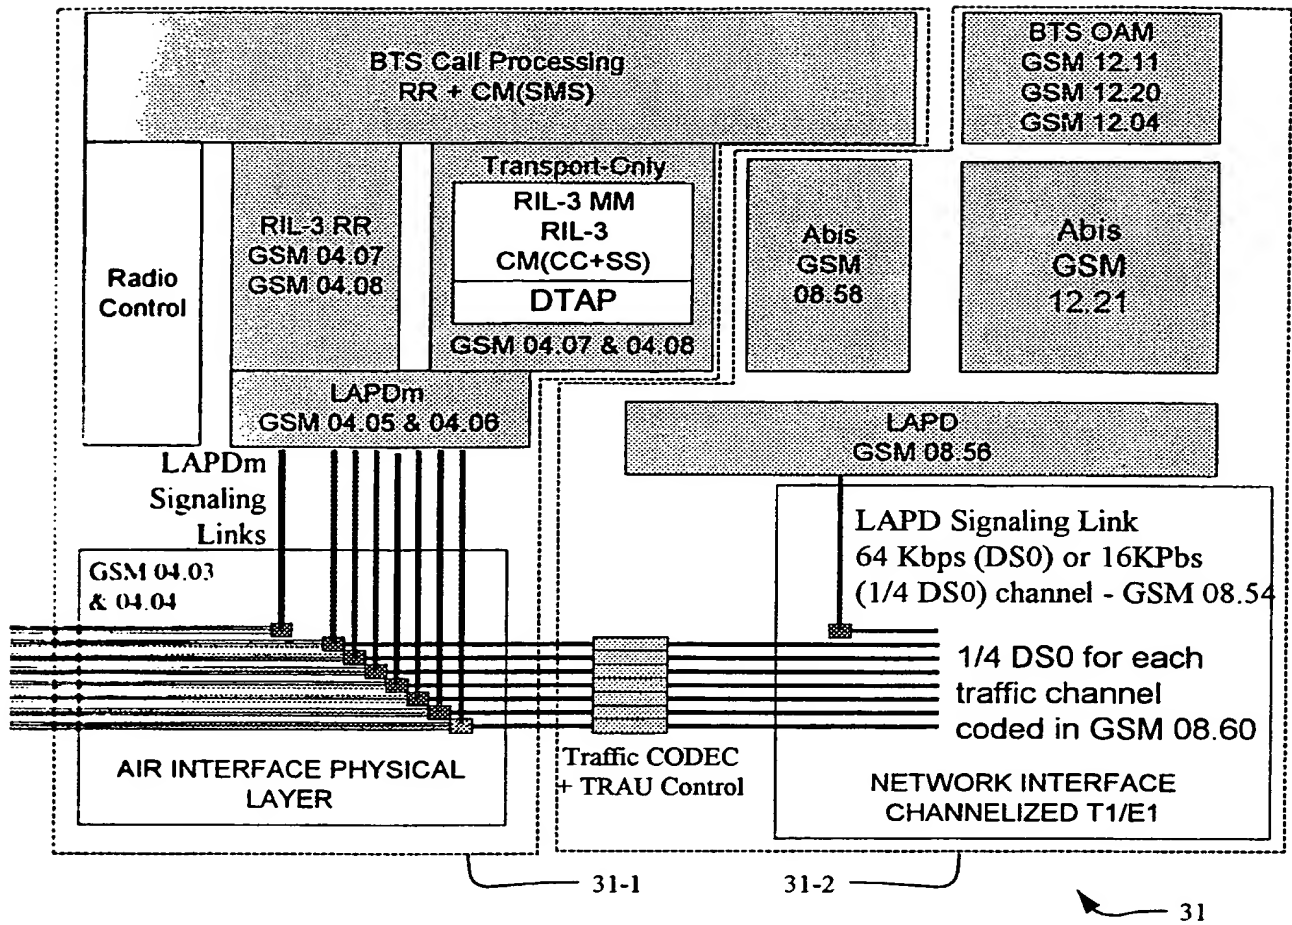 BTS Call Processing
RR + CM(SMS)
BTS OAM
GSM 12.11
GSM 12.20
GSM 12.04
Radio
Control
RIL-3 RR
GSM 04.07
GSM 04.08
Transport-Only
RIL-3 MM
RIL-3
CM(CC+SS)
DTAP
GSM 04.07 & 04.08
Abis
GSM
08.58
Abis
GSM
12.21
LAPDm
GSM 04.05 & 04.06
LAPD
GSM 08.56
LAPDm
Signaling
Links
LAPD Signaling Link
64 Kbps (DS0) or 16KPbs
(1/4 DS0) channel - GSM 08.54
GSM 04.03
& 04.04
1/4 DS0 for each
traffic channel
coded in GSM 08.60
AIR INTERFACE PHYSICAL
LAYER
Traffic CODEC
+ TRAU Control
NETWORK INTERFACE
CHANNELIZED T1/E1
31-1
31-2
31